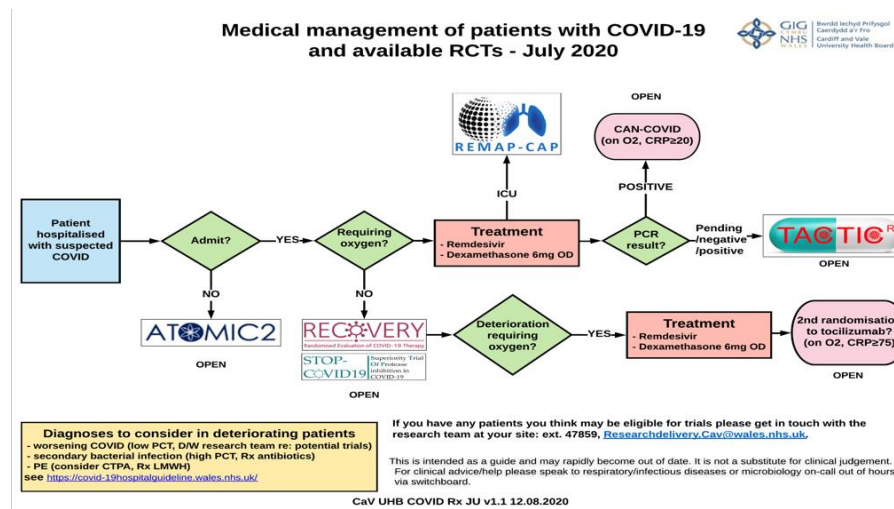 Medical management of patients with COVID-19
and available RCTs - July 2020
GIG
CYMRU
NHS
WALES
Bwrdd Iechyd Prifysgol
Caerdydd a'r Fro
Cardiff and Vale
University Health Board
OPEN
CAN-COVID
(on O2, CRP≥20)
REMAP-CAP
ICU
POSITIVE
Patient
hospitalised
with suspected
COVID
Admit?
YES
Requiring
oxygen?
Treatment
- Remdesivir
- Dexamethasone 6mg OD
PCR
result?
Pending
/negative
/positive
TACTIC R
OPEN
NO
NO
ATOMIC2
OPEN
RECOVERY
Randomised Evaluation of COVID-19 Therapy
STOP-
COVID19
Superiority Trial
Of Protease
inhibition in
COVID-19
OPEN
Deterioration
requiring
oxygen?
YES
Treatment
- Remdesivir
- Dexamethasone 6mg OD
2nd randomisation
to tocilizumab?
(on O2, CRP≥75)
OPEN
Diagnoses to consider in deteriorating patients
- worsening COVID (low PCT, D/W research team re: potential trials)
- secondary bacterial infection (high PCT, Rx antibiotics)
- PE (consider CTPA, Rx LMWH)
see https://covid-19hospitalguideline.wales.nhs.uk/
If you have any patients you think may be eligible for trials please get in touch with the
research team at your site: ext. 47859, Researchdelivery.Cav@wales.nhs.uk.
This is intended as a guide and may rapidly become out of date. It is not a substitute for clinical judgement.
For clinical advice/help please speak to respiratory/infectious diseases or microbiology on-call out of hours
via switchboard.
CaV UHB COVID Rx JU v1.1 12.08.2020